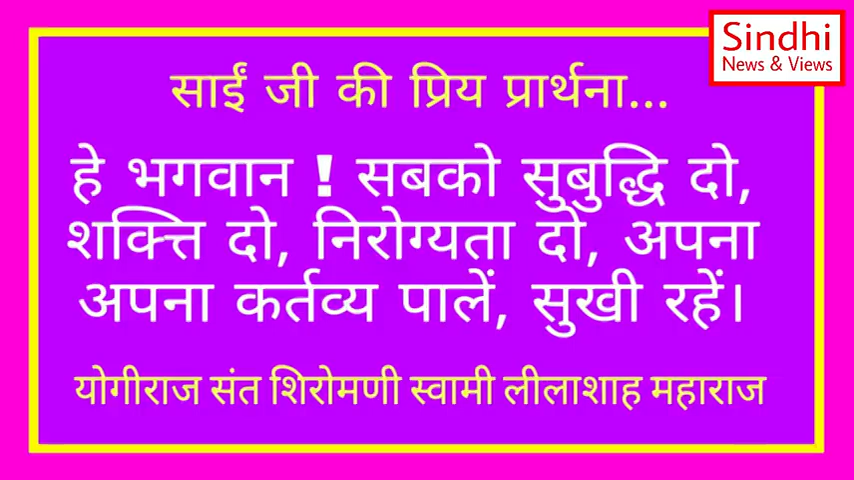 Sindhi
News & Views
साईं जी की प्रिय प्रार्थना...
हे भगवान ! सबको सुबुद्धि दो,
शक्ति दो, निरोग्यता दो, अपना
अपना कर्तव्य पालें, सुखी रहें।
योगीराज संत शिरोमणी स्वामी लीलाशाह महाराज